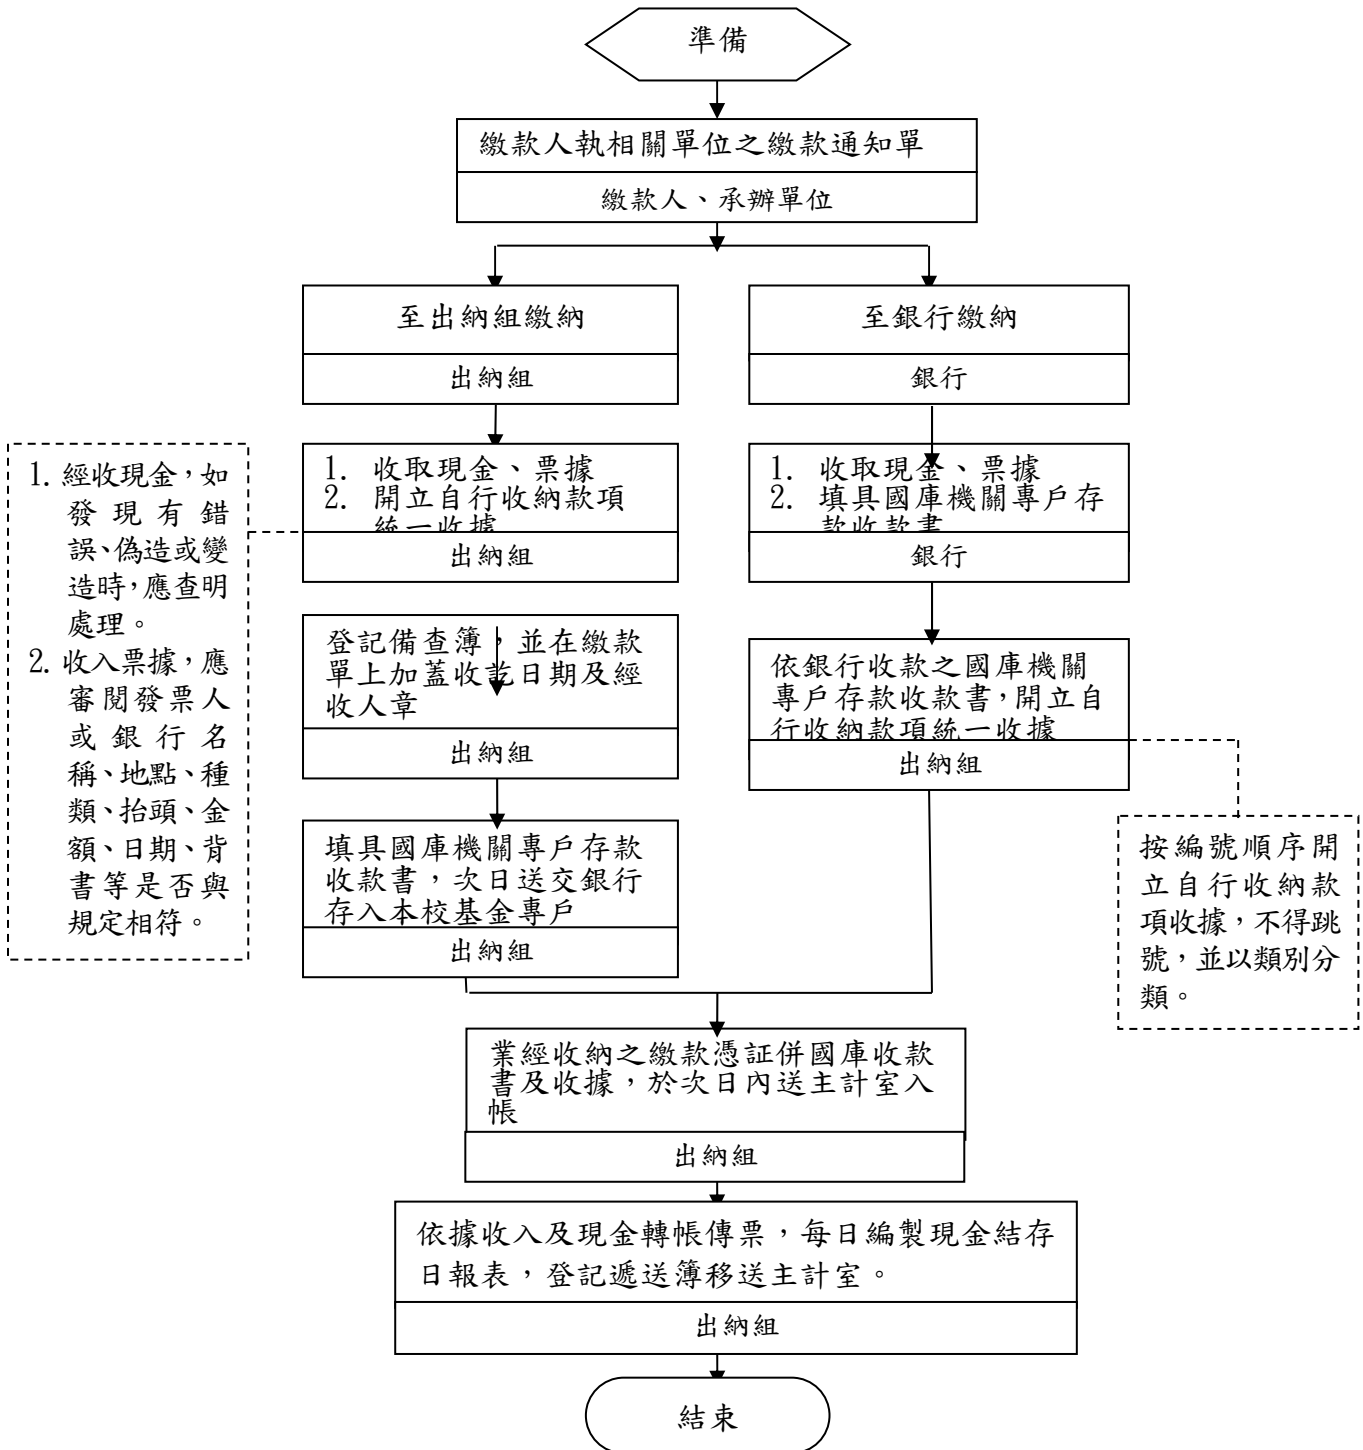 準備
繳款人執相關單位之繳款通知單
繳款人、承辦單位
至出納組繳納
出納組
至銀行繳納
銀行
1. 經收現金，如
發現有錯
誤、偽造或變
造時，應查明
處理。
2. 收入票據，應
審閱發票人
或銀行名
稱、地點、種
類、抬頭、金
額、日期、背
書等是否與
規定相符。
1. 收取現金、票據
2. 開立自行收納款項
統一收據
出納組
1. 收取現金、票據
2. 填具國庫機關專戶存
款收款書
銀行
登記備查簿，並在繳款
單上加蓋收訖日期及經
收人章
出納組
依銀行收款之國庫機關
專戶存款收款書，開立自
行收納款項統一收據
出納組
填具國庫機關專戶存款
收款書，次日送交銀行
存入本校基金專戶
出納組
按編號順序開
立自行收納款
項收據，不得跳
號，並以類別分
類。
業經收納之繳款憑証併國庫收款
書及收據，於次日內送主計室入
帳
出納組
依據收入及現金轉帳傳票，每日編製現金結存
日報表，登記遞送簿移送主計室。
出納組
結束